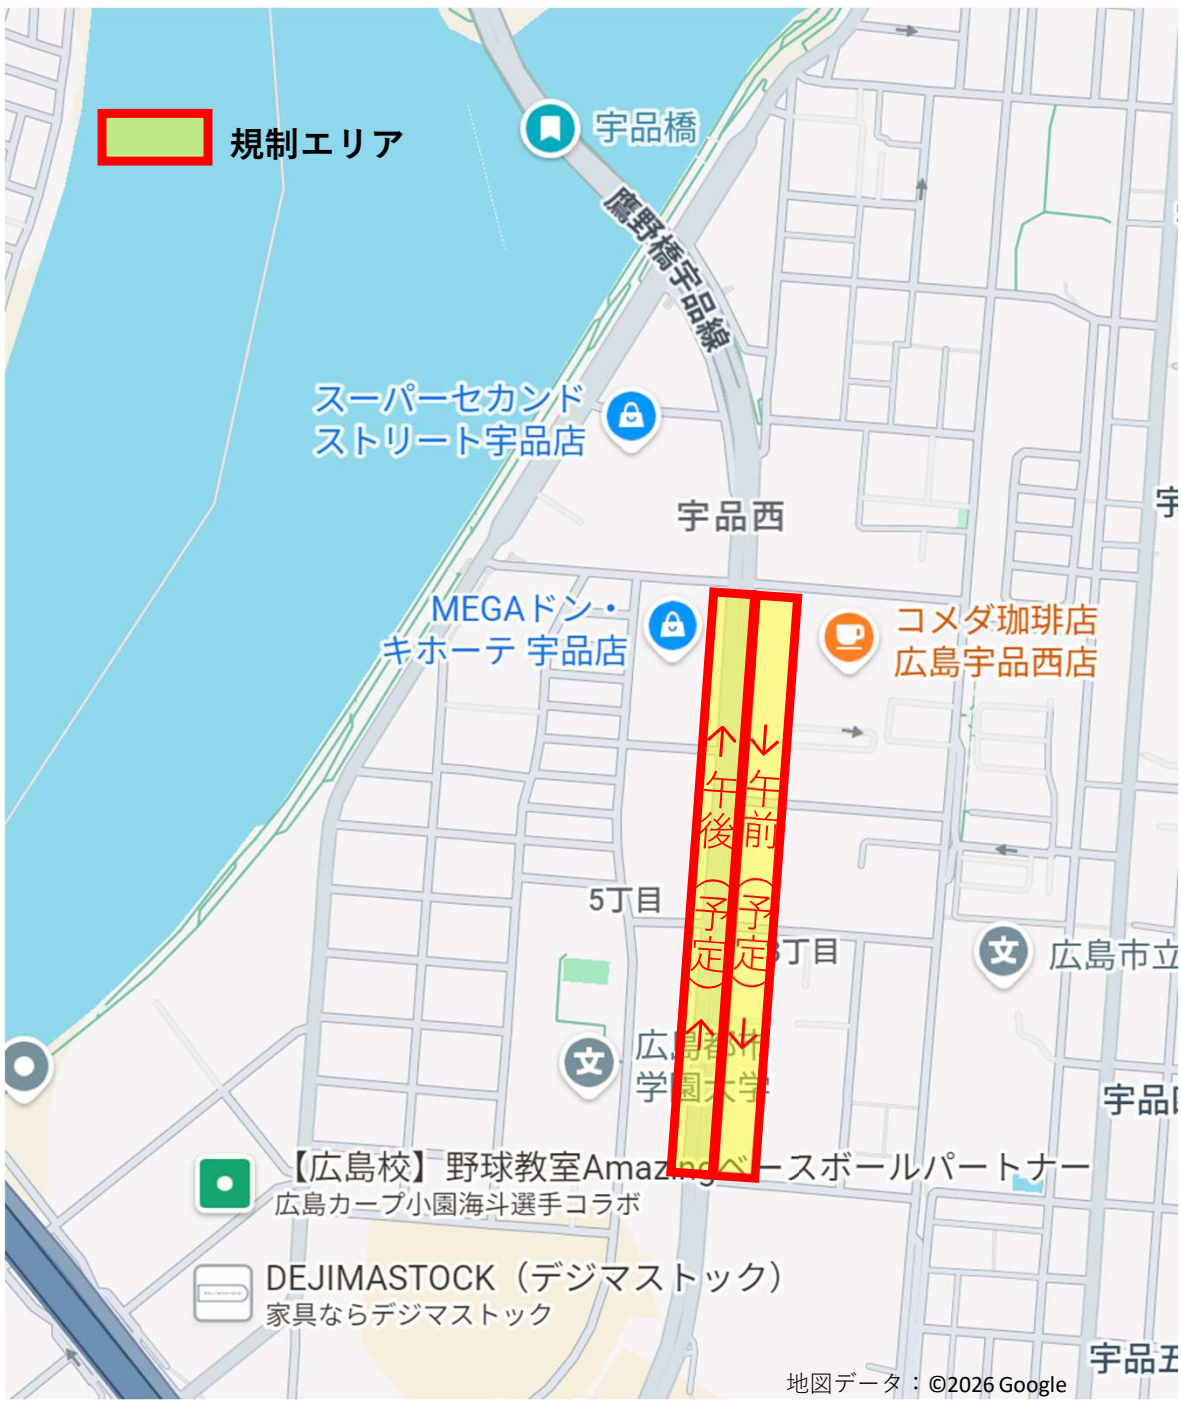 規制エリア
宇品橋
鷹野橋宇品線
スーパーセカンド
ストリート宇品店
宇品西
宇
MEGAドン・
キホーテ 宇品店
コメダ珈琲店
広島宇品西店
↑午後（予定）↑
↓午前（予定）↓
5丁目
3丁目
広島市立
広島都市
学園大学
宇品
【広島校】野球教室Amazingベースボールパートナー
広島カープ小園海斗選手コラボ
DEJIMASTOCK（デジマストック）
家具ならデジマストック
宇品五
地図データ：©2026 Google